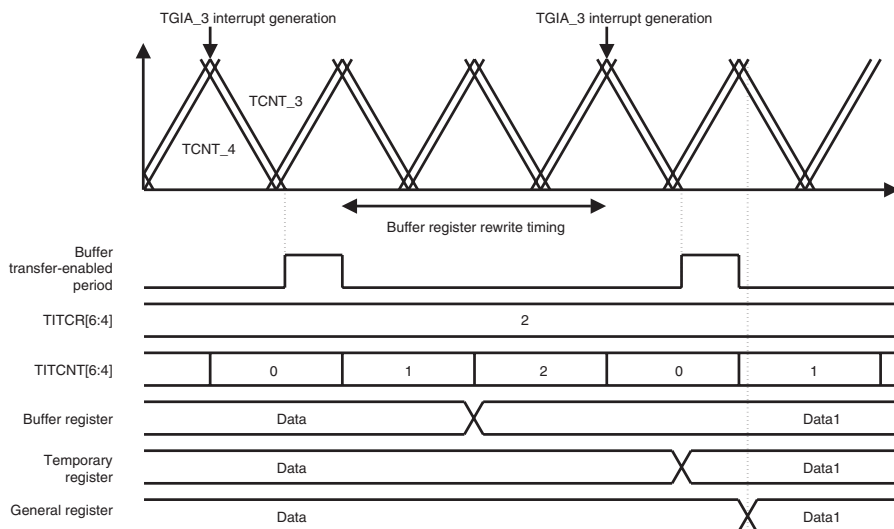 TGIA_3 interrupt generation
TGIA_3 interrupt generation
TCNT_3
TCNT_4
Buffer register rewrite timing
Buffer
transfer-enabled
period
TITCR[6:4]
2
TITCNT[6:4]
0
1
2
0
1
Buffer register
Data
Data1
Temporary
register
Data
Data1
General register
Data
Data1